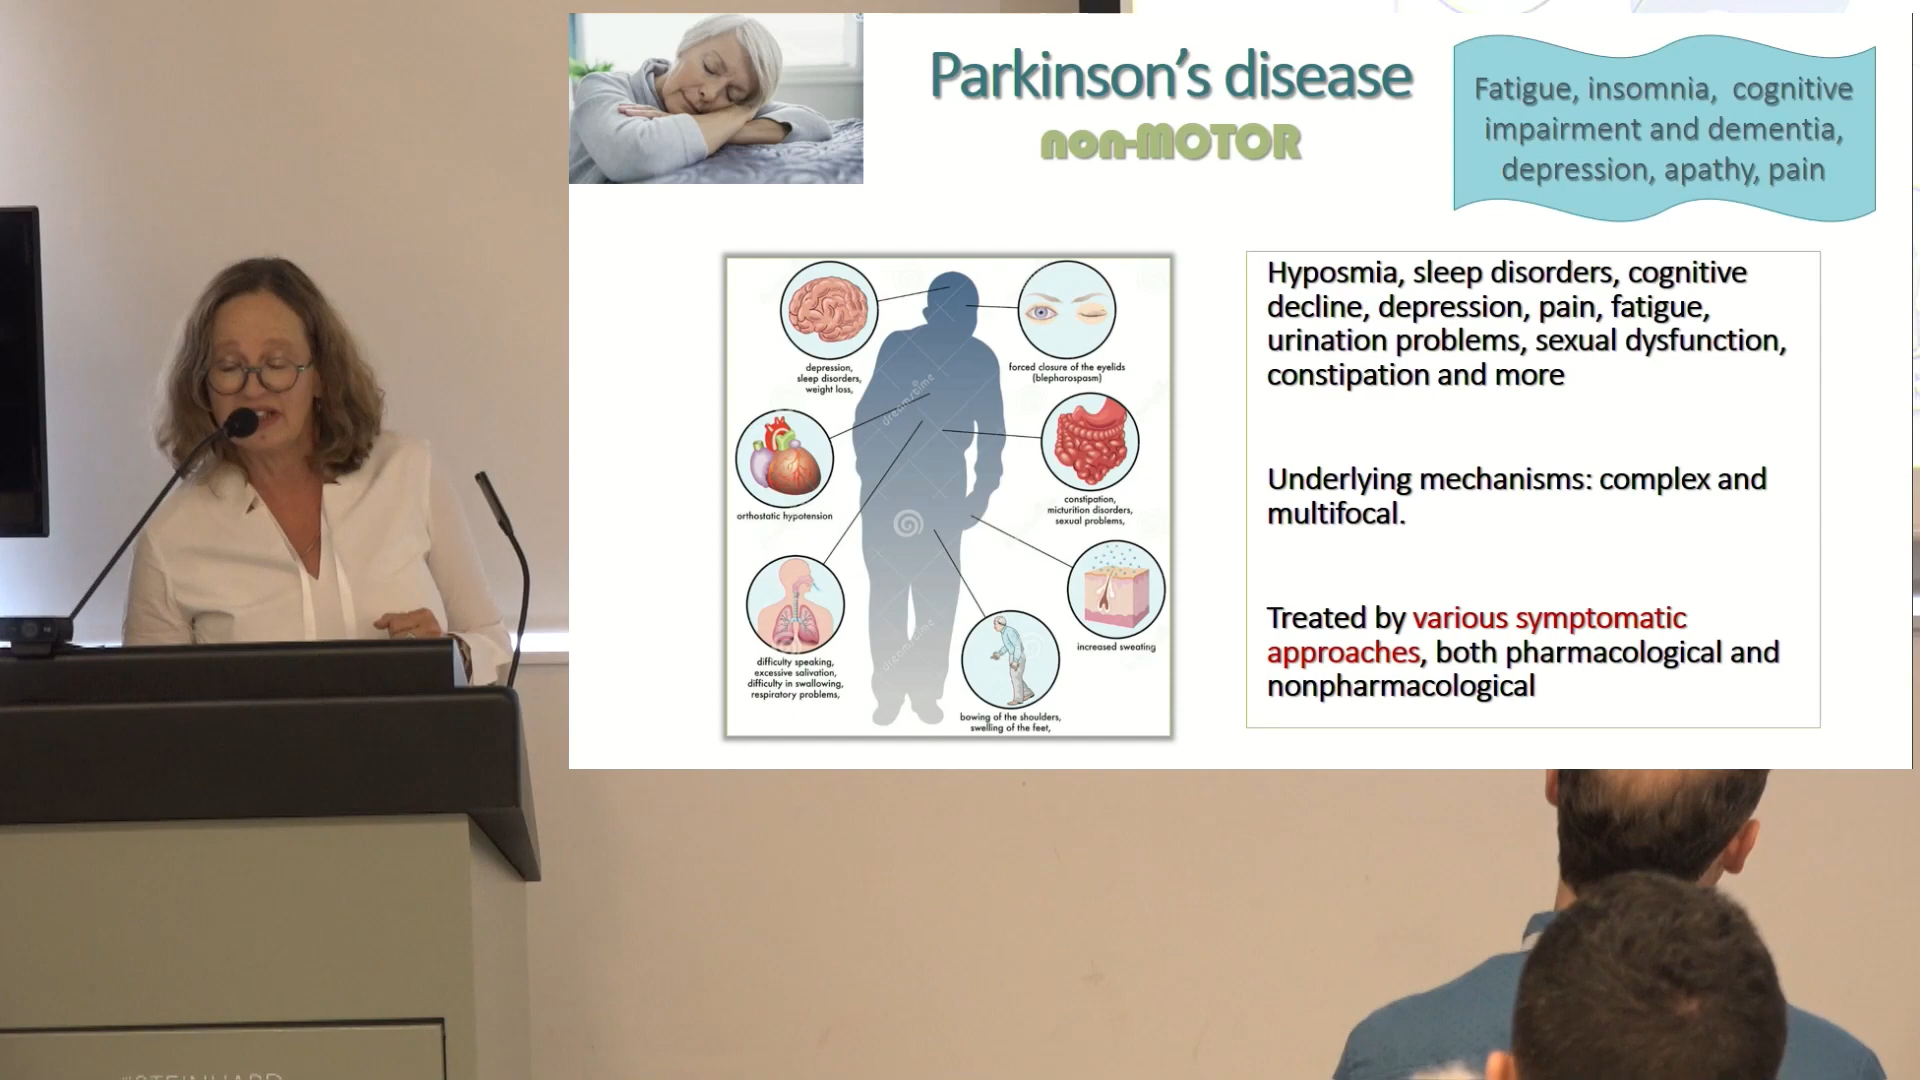 Parkinson's disease
non-MOTOR
Fatigue, insomnia, cognitive
impairment and dementia,
depression, apathy, pain
depression,
sleep disorders,
weight loss,
forced closure of the eyelids
(blepharospasm)
orthostatic hypotension
constipation,
micturition disorders,
sexual problems,
difficulty speaking,
excessive salivation,
difficulty in swallowing,
respiratory problems,
increased sweating
bowing of the shoulders,
swelling of the feet,
dreamstime
dreamstime
Hyposmia, sleep disorders, cognitive
decline, depression, pain, fatigue,
urination problems, sexual dysfunction,
constipation and more
Underlying mechanisms: complex and
multifocal.
Treated by various symptomatic
approaches, both pharmacological and
nonpharmacological